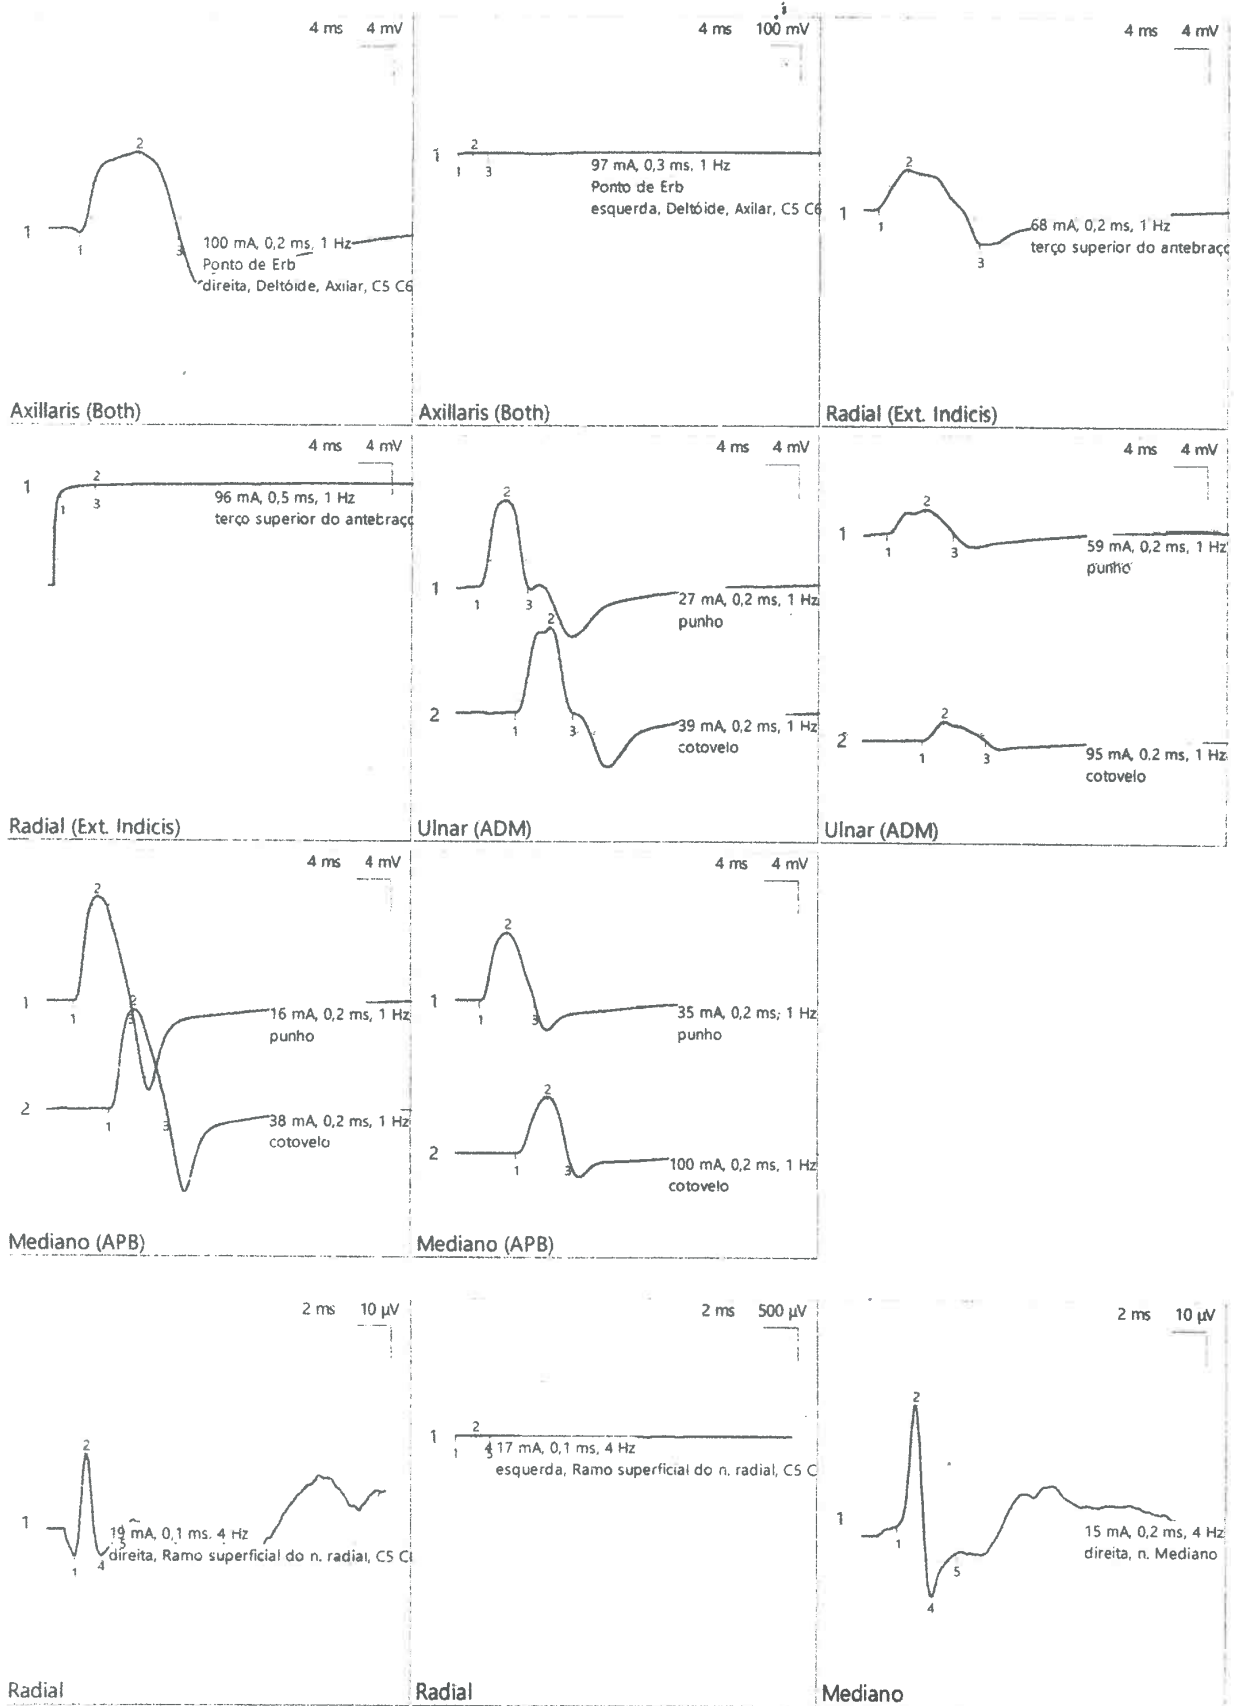 4 ms 4 mV
2
1
1
3
100 mA, 0,2 ms, 1 Hz
Ponto de Erb
direita, Deltóide, Axilar, C5 C6
Axillaris (Both)
4 ms 100 mV
2
1
1
3
97 mA, 0,3 ms, 1 Hz
Ponto de Erb
esquerda, Deltóide, Axilar, C5 C6
Axillaris (Both)
4 ms 4 mV
2
1
1
3
68 mA, 0,2 ms, 1 Hz
terço superior do antebraço
Radial (Ext. Indicis)
4 ms 4 mV
2
1
1
3
96 mA, 0,5 ms, 1 Hz
terço superior do antebraço
Radial (Ext. Indicis)
4 ms 4 mV
2
1
1
3
27 mA, 0,2 ms, 1 Hz
punho
2
2
1
3
39 mA, 0,2 ms, 1 Hz
cotovelo
Ulnar (ADM)
4 ms 4 mV
2
1
1
3
59 mA, 0,2 ms, 1 Hz
punho
2
2
1
3
95 mA, 0,2 ms, 1 Hz
cotovelo
Ulnar (ADM)
4 ms 4 mV
2
1
1
3
16 mA, 0,2 ms, 1 Hz
punho
2
2
1
3
38 mA, 0,2 ms, 1 Hz
cotovelo
Mediano (APB)
4 ms 4 mV
2
1
1
3
35 mA, 0,2 ms, 1 Hz
punho
2
2
1
3
100 mA, 0,2 ms, 1 Hz
cotovelo
Mediano (APB)
2 ms 10 µV
2
1
1
4
5
19 mA, 0,1 ms. 4 Hz
direita, Ramo superficial do n. radial, C5 C
Radial
2 ms 500 µV
2
1
1
4
5
17 mA, 0,1 ms, 4 Hz
esquerda, Ramo superficial do n. radial, C5 C
Radial
2 ms 10 µV
2
1
1
4
5
15 mA, 0,2 ms, 4 Hz
direita, n. Mediano
Mediano